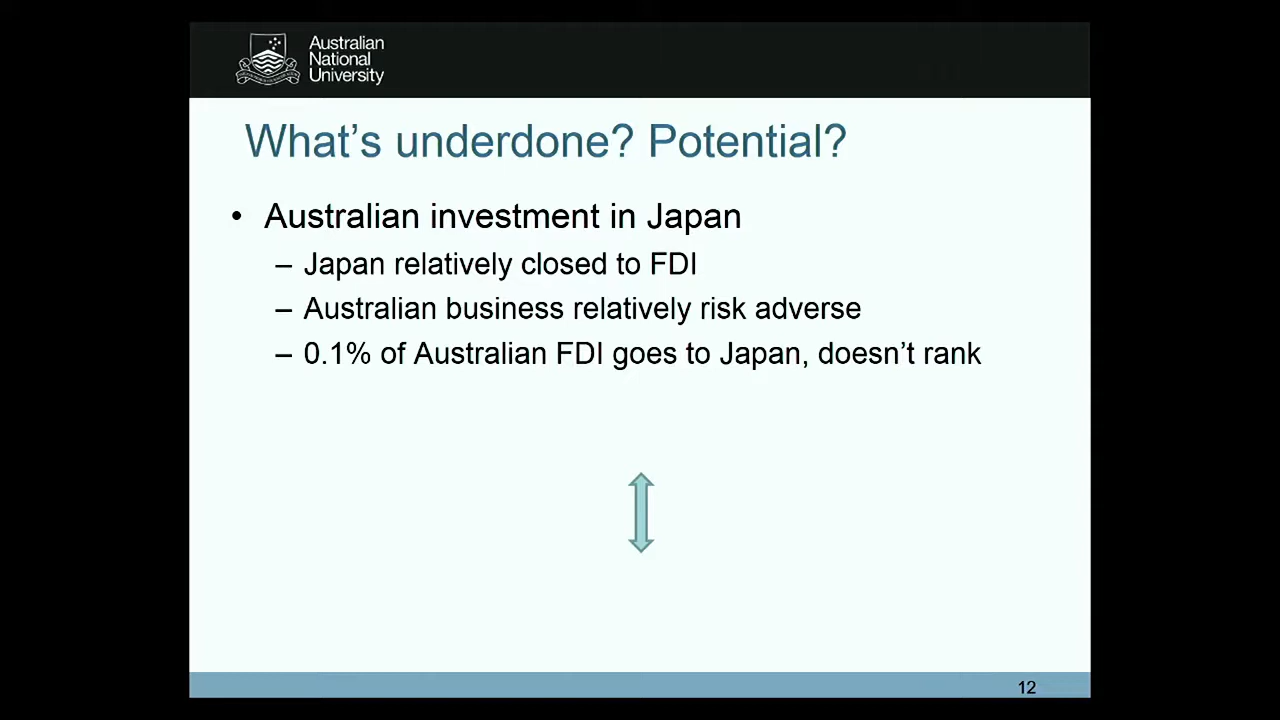 Australian
National
University
What's underdone? Potential?
• Australian investment in Japan
– Japan relatively closed to FDI
– Australian business relatively risk adverse
– 0.1% of Australian FDI goes to Japan, doesn't rank
12